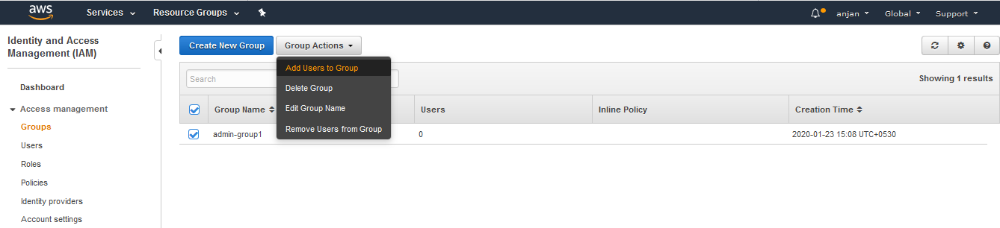 aws Services Resource Groups anjan Global Support
Identity and Access
Management (IAM)
Dashboard
Access management
Groups
Users
Roles
Policies
Identity providers
Account settings
Create New Group Group Actions
Add Users to Group
Delete Group
Edit Group Name
Remove Users from Group
Search Showing 1 results
Group Name Users Inline Policy Creation Time
admin-group1 0 2020-01-23 15:08 UTC+0530